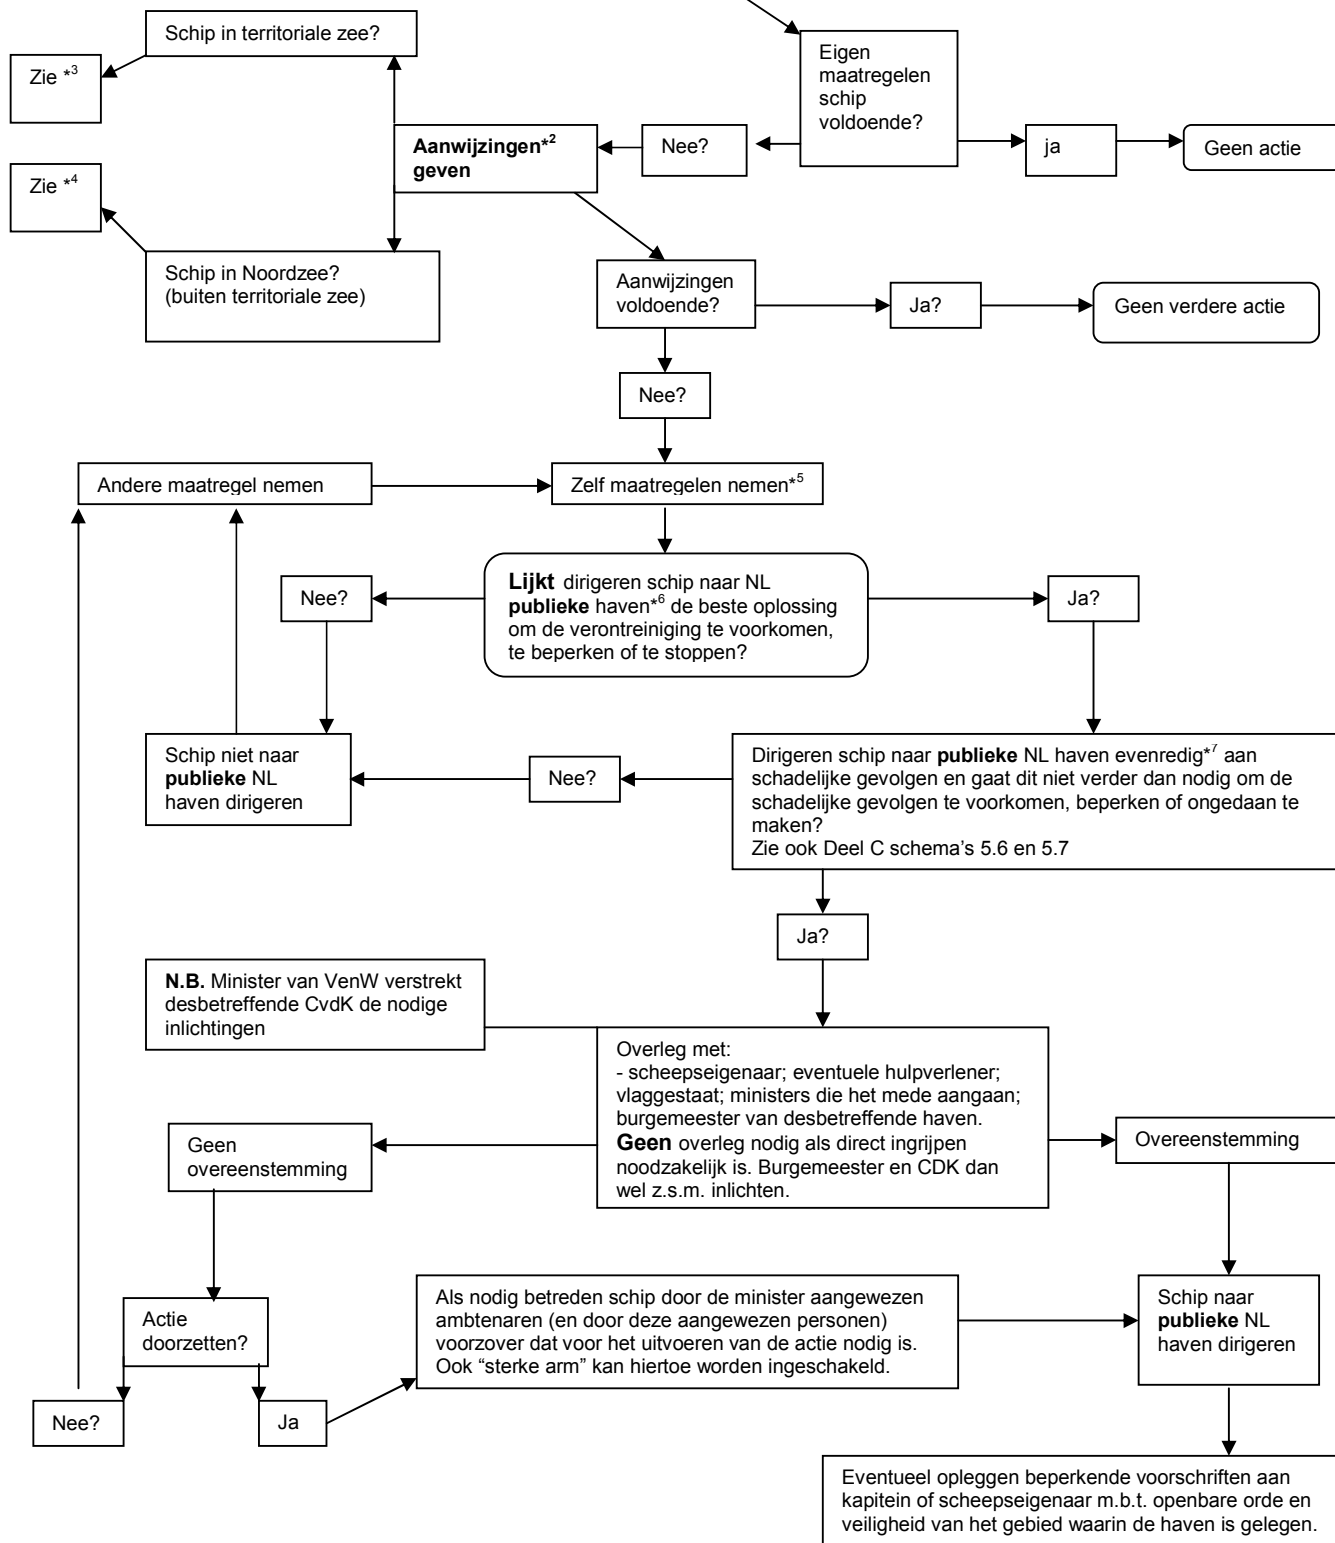 Schip in territoriale zee?
Zie *3
Eigen
maatregelen
schip
voldoende?
Aanwijzingen*2
geven
Nee?
ja
Geen actie
Zie *4
Schip in Noordzee?
(buiten territoriale zee)
Aanwijzingen
voldoende?
Ja?
Geen verdere actie
Nee?
Andere maatregel nemen
Zelf maatregelen nemen*5
Nee?
Lijkt dirigeren schip naar NL
publieke haven*6 de beste oplossing
om de verontreiniging te voorkomen,
te beperken of te stoppen?
Ja?
Schip niet naar
publieke NL
haven dirigeren
Nee?
Dirigeren schip naar publieke NL haven evenredig*7 aan
schadelijke gevolgen en gaat dit niet verder dan nodig om de
schadelijke gevolgen te voorkomen, beperken of ongedaan te
maken?
Zie ook Deel C schema's 5.6 en 5.7
Ja?
N.B. Minister van VenW verstrekt
desbetreffende CvdK de nodige
inlichtingen
Overleg met:
- scheepseigenaar; eventuele hulpverlener;
vlaggestaat; ministers die het mede aangaan;
burgemeester van desbetreffende haven.
Geen overleg nodig als direct ingrijpen
noodzakelijk is. Burgemeester en CDK dan
wel z.s.m. inlichten.
Geen
overeenstemming
Overeenstemming
Actie
doorzetten?
Als nodig betreden schip door de minister aangewezen
ambtenaren (en door deze aangewezen personen)
voorzover dat voor het uitvoeren van de actie nodig is.
Ook “sterke arm” kan hiertoe worden ingeschakeld.
Schip naar
publieke NL
haven dirigeren
Nee?
Ja
Eventueel opleggen beperkende voorschriften aan
kapitein of scheepseigenaar m.b.t. openbare orde en
veiligheid van het gebied waarin de haven is gelegen.